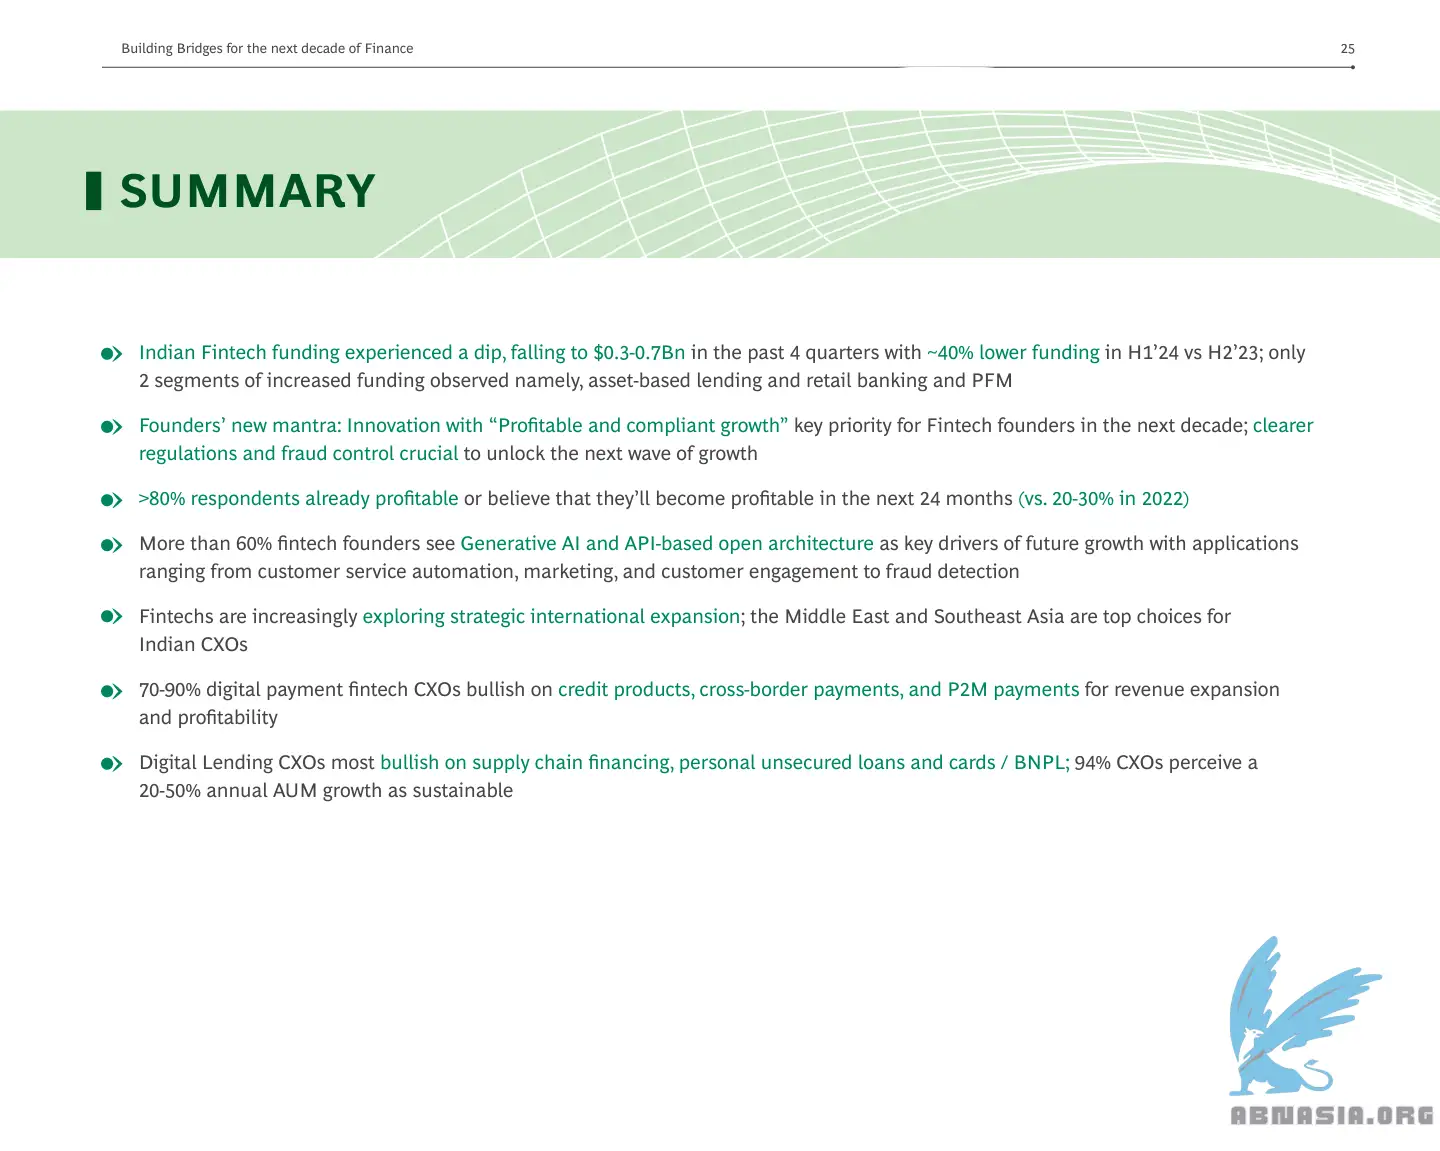 Building Bridges for the next decade of Finance
25
SUMMARY
Indian Fintech funding experienced a dip, falling to $0.3-0.7Bn in the past 4 quarters with ~40% lower funding in H1’24 vs H2’23; only
2 segments of increased funding observed namely, asset-based lending and retail banking and PFM
Founders’ new mantra: Innovation with “Profitable and compliant growth” key priority for Fintech founders in the next decade; clearer
regulations and fraud control crucial to unlock the next wave of growth
>80% respondents already profitable or believe that they’ll become profitable in the next 24 months (vs. 20-30% in 2022)
More than 60% fintech founders see Generative AI and API-based open architecture as key drivers of future growth with applications
ranging from customer service automation, marketing, and customer engagement to fraud detection
Fintechs are increasingly exploring strategic international expansion; the Middle East and Southeast Asia are top choices for
Indian CXOs
70-90% digital payment fintech CXOs bullish on credit products, cross-border payments, and P2M payments for revenue expansion
and profitability
Digital Lending CXOs most bullish on supply chain financing, personal unsecured loans and cards / BNPL; 94% CXOs perceive a
20-50% annual AUM growth as sustainable
ABNASIA.ORG